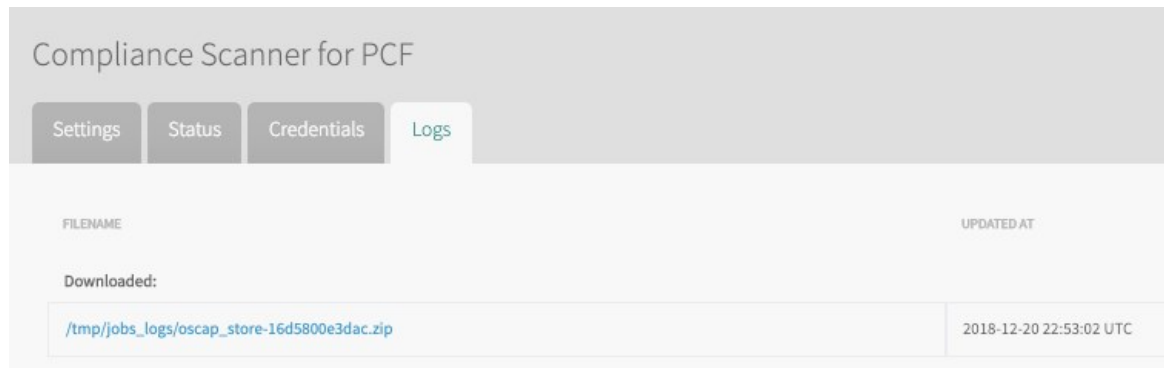 Compliance Scanner for PCF
Settings Status Credentials Logs
FILENAME UPDATED AT
Downloaded:
/tmp/jobs_logs/oscap_store-16d5800e3dac.zip 2018-12-20 22:53:02 UTC